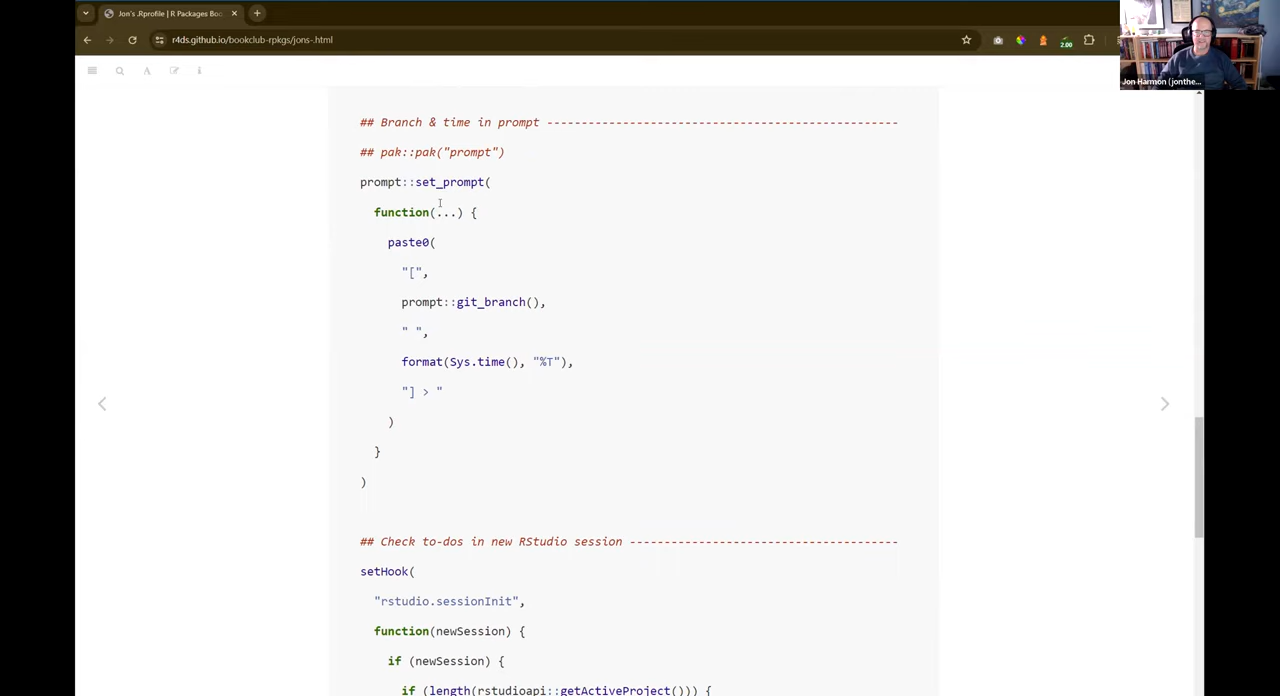 Jon's .Rprofile | R Packages Boo
r4ds.github.io/bookclub-rpkgs/jons-.html
2.00
Jon Harmon (jonthe...
## Branch & time in prompt ----------------------------------------------------
## pak::pak("prompt")
prompt::set_prompt(
function(...) {
paste0(
"[",
prompt::git_branch(),
" ",
format(Sys.time(), "%T"),
"] > "
)
}
)
## Check to-dos in new RStudio session ----------------------------------------
setHook(
"rstudio.sessionInit",
function(newSession) {
if (newSession) {
if (length(rstudioapi::getActiveProject())) {